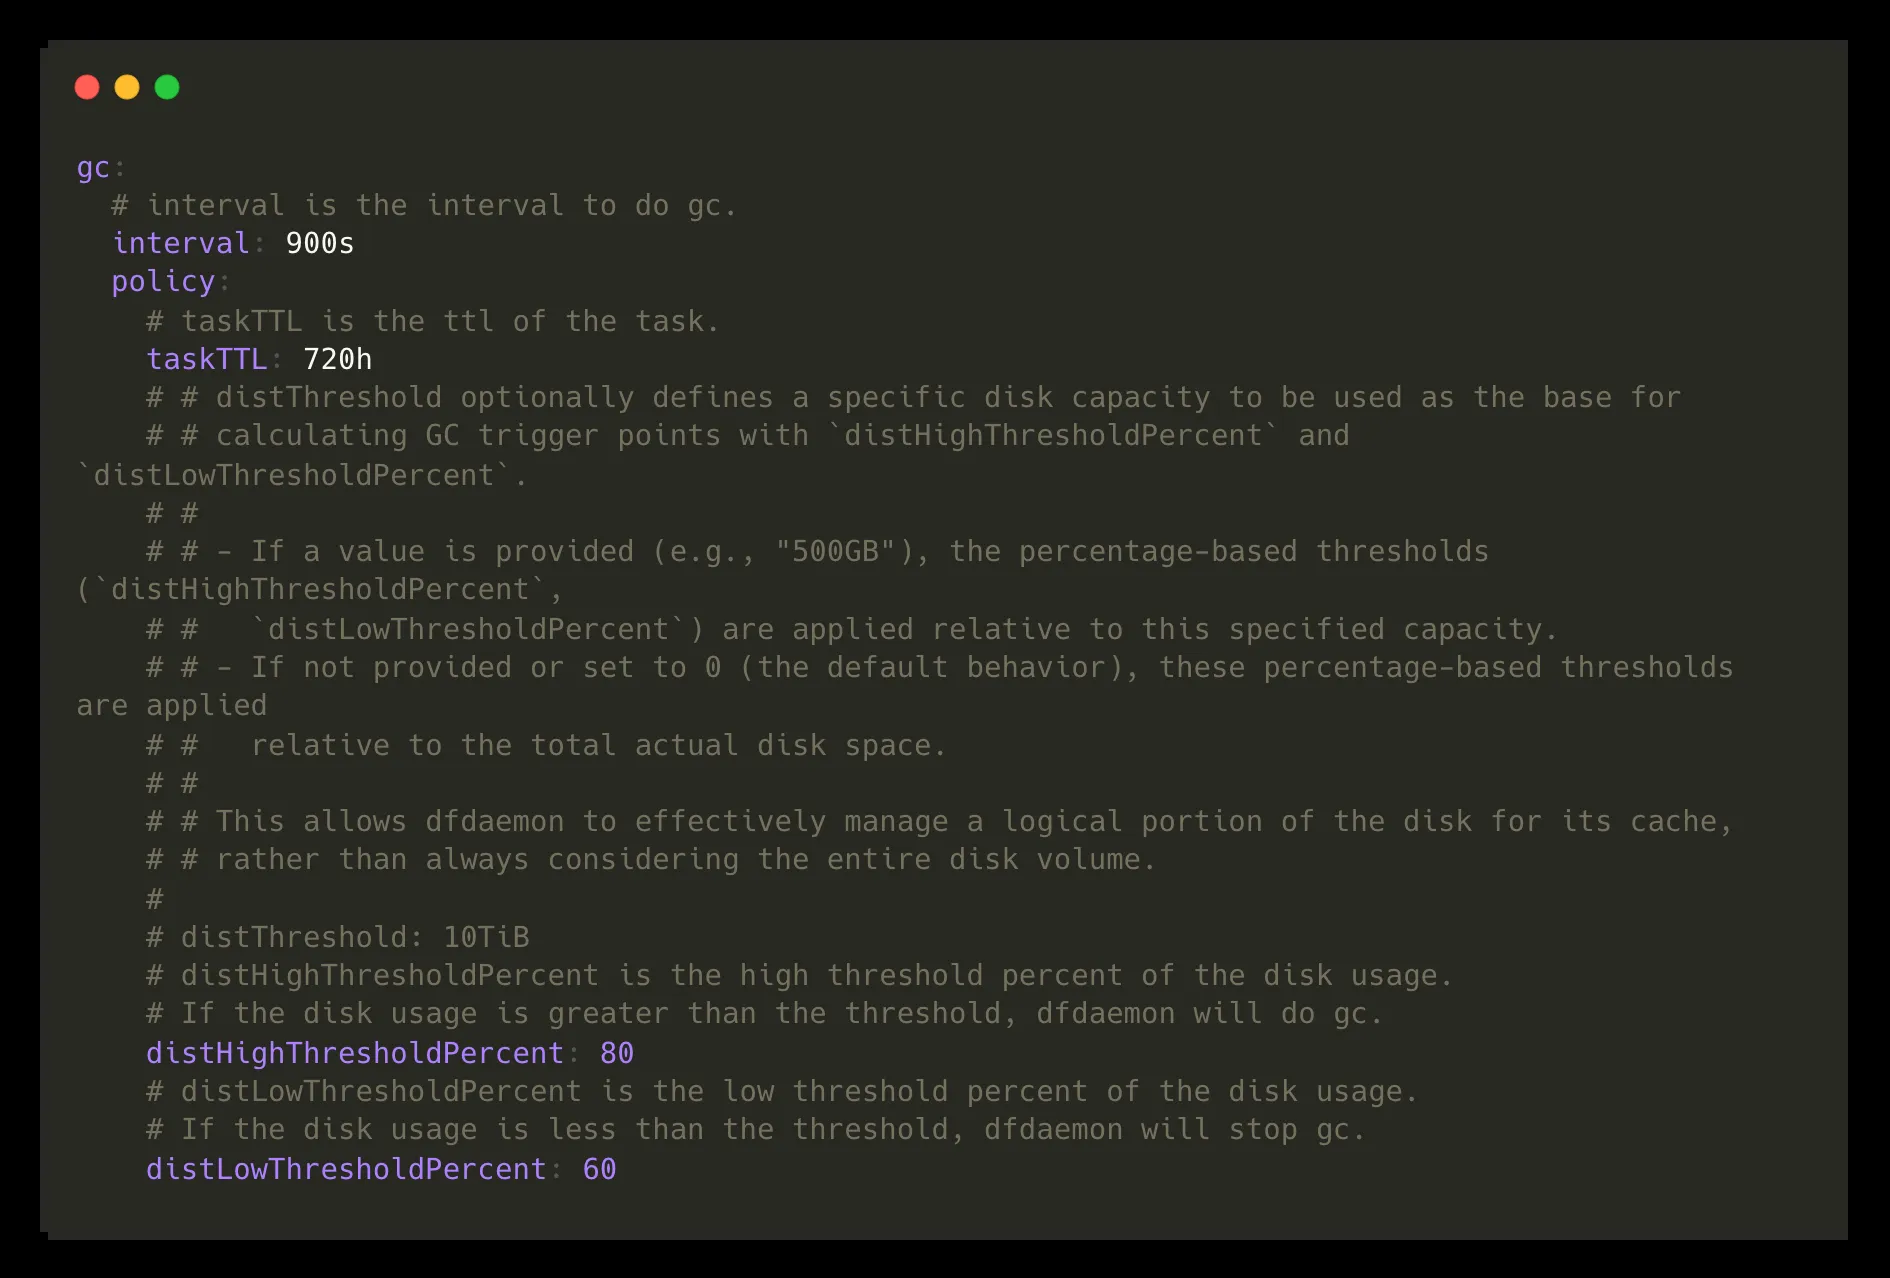 gc:
  # interval is the interval to do gc.
  interval: 900s
  policy:
    # taskTTL is the ttl of the task.
    taskTTL: 720h
    # # distThreshold optionally defines a specific disk capacity to be used as the base for
    # # calculating GC trigger points with `distHighThresholdPercent` and
`distLowThresholdPercent`.
    # #
    # # - If a value is provided (e.g., "500GB"), the percentage-based thresholds
(`distHighThresholdPercent`,
    # #   `distLowThresholdPercent`) are applied relative to this specified capacity.
    # # - If not provided or set to 0 (the default behavior), these percentage-based thresholds
are applied
    # #   relative to the total actual disk space.
    # #
    # # This allows dfdaemon to effectively manage a logical portion of the disk for its cache,
    # # rather than always considering the entire disk volume.
    #
    # distThreshold: 10TiB
    # distHighThresholdPercent is the high threshold percent of the disk usage.
    # If the disk usage is greater than the threshold, dfdaemon will do gc.
    distHighThresholdPercent: 80
    # distLowThresholdPercent is the low threshold percent of the disk usage.
    # If the disk usage is less than the threshold, dfdaemon will stop gc.
    distLowThresholdPercent: 60